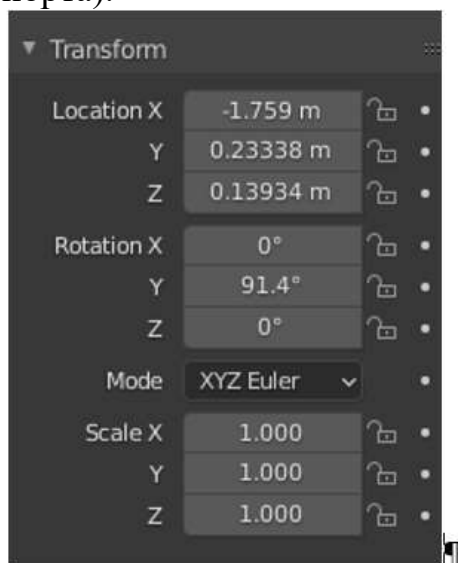 ▼ Transform
Location X -1.759 m
Y 0.23338 m
Z 0.13934 m
Rotation X 0°
Y 91.4°
Z 0°
Mode XYZ Euler
Scale X 1.000
Y 1.000
Z 1.000
¶